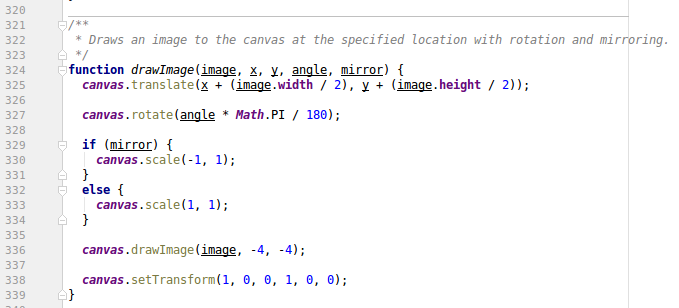 320
321 /**
322  * Draws an image to the canvas at the specified location with rotation and mirroring.
323  */
324 function drawImage(image, x, y, angle, mirror) {
325   canvas.translate(x + (image.width / 2), y + (image.height / 2));
326
327   canvas.rotate(angle * Math.PI / 180);
328
329   if (mirror) {
330     canvas.scale(-1, 1);
331   }
332   else {
333     canvas.scale(1, 1);
334   }
335
336   canvas.drawImage(image, -4, -4);
337
338   canvas.setTransform(1, 0, 0, 1, 0, 0);
339 }